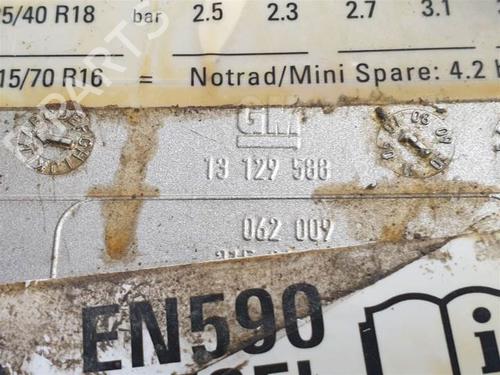 5/40 R18 bar 2.5 2.3 2.7 3.1
15/70 R16 = Notrad/Mini Spare: 4.2
GM
13 129 588
062 009
EN590